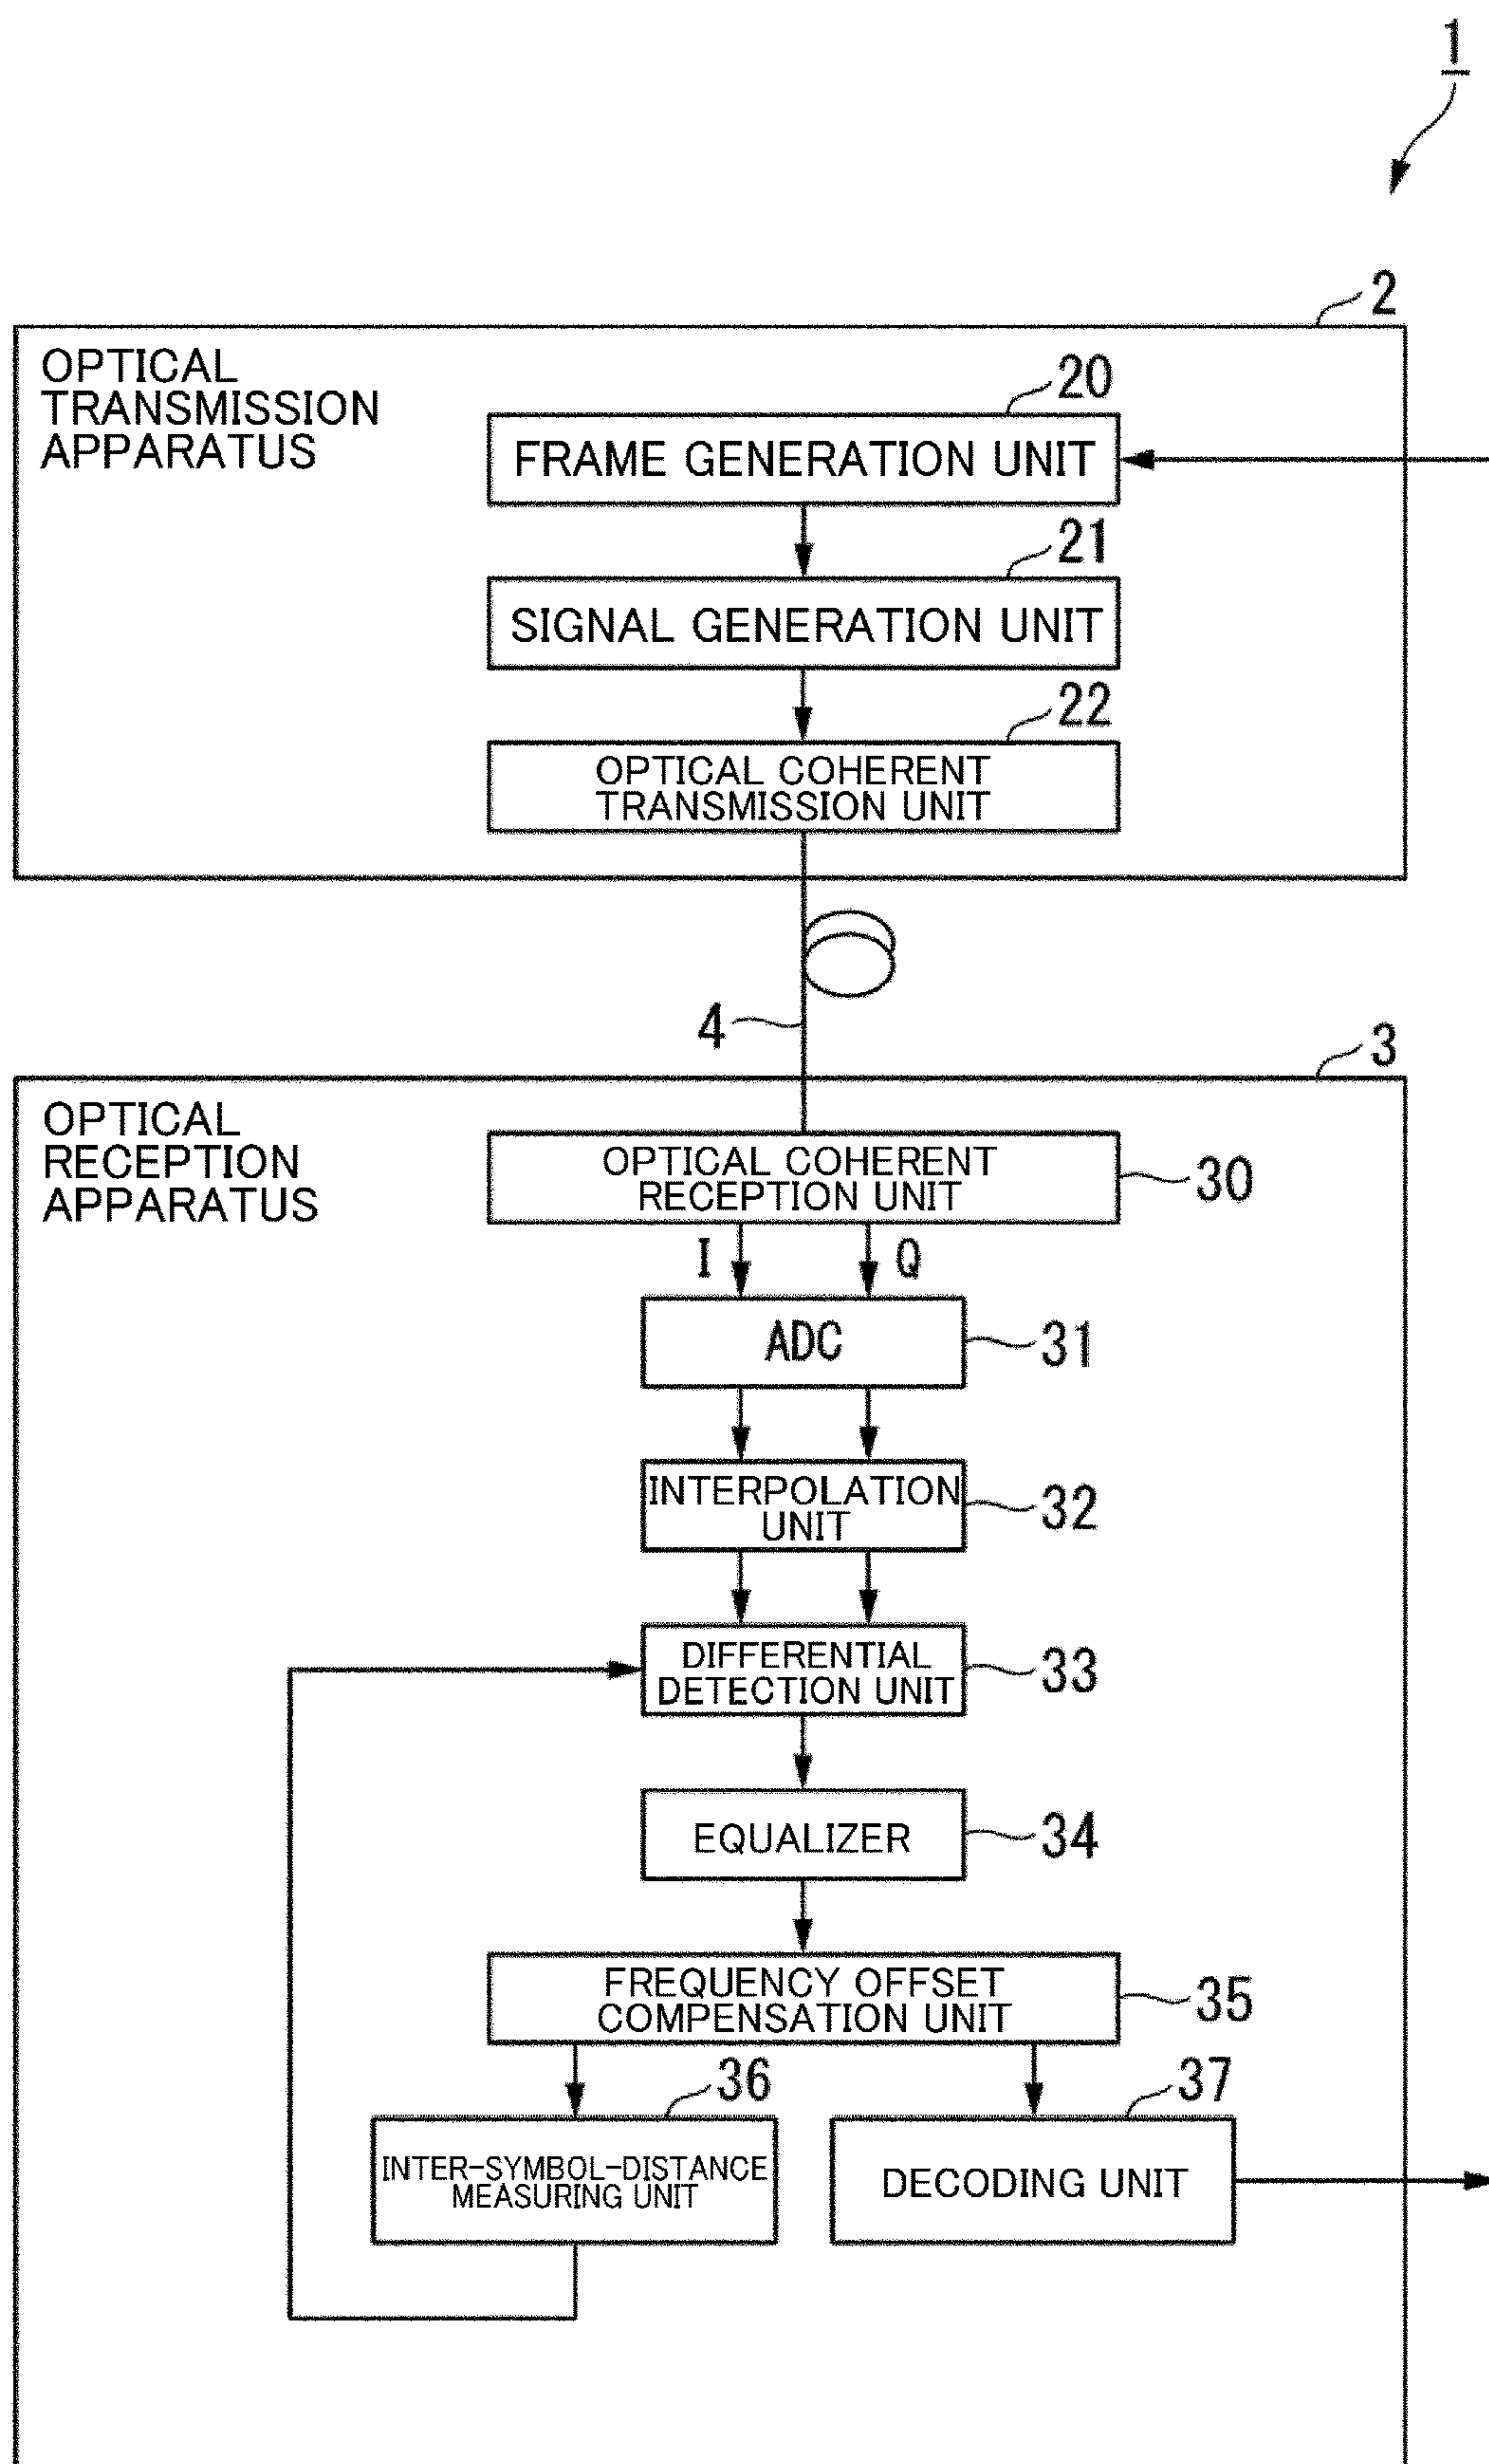 1
2
OPTICAL
TRANSMISSION
APPARATUS
20
FRAME GENERATION UNIT
21
SIGNAL GENERATION UNIT
22
OPTICAL COHERENT
TRANSMISSION UNIT
4
3
OPTICAL
RECEPTION
APPARATUS
OPTICAL COHERENT
RECEPTION UNIT
30
I
Q
ADC
31
INTERPOLATION
UNIT
32
DIFFERENTIAL
DETECTION UNIT
33
EQUALIZER
34
FREQUENCY OFFSET
COMPENSATION UNIT
35
36
INTER-SYMBOL-DISTANCE
MEASURING UNIT
37
DECODING UNIT